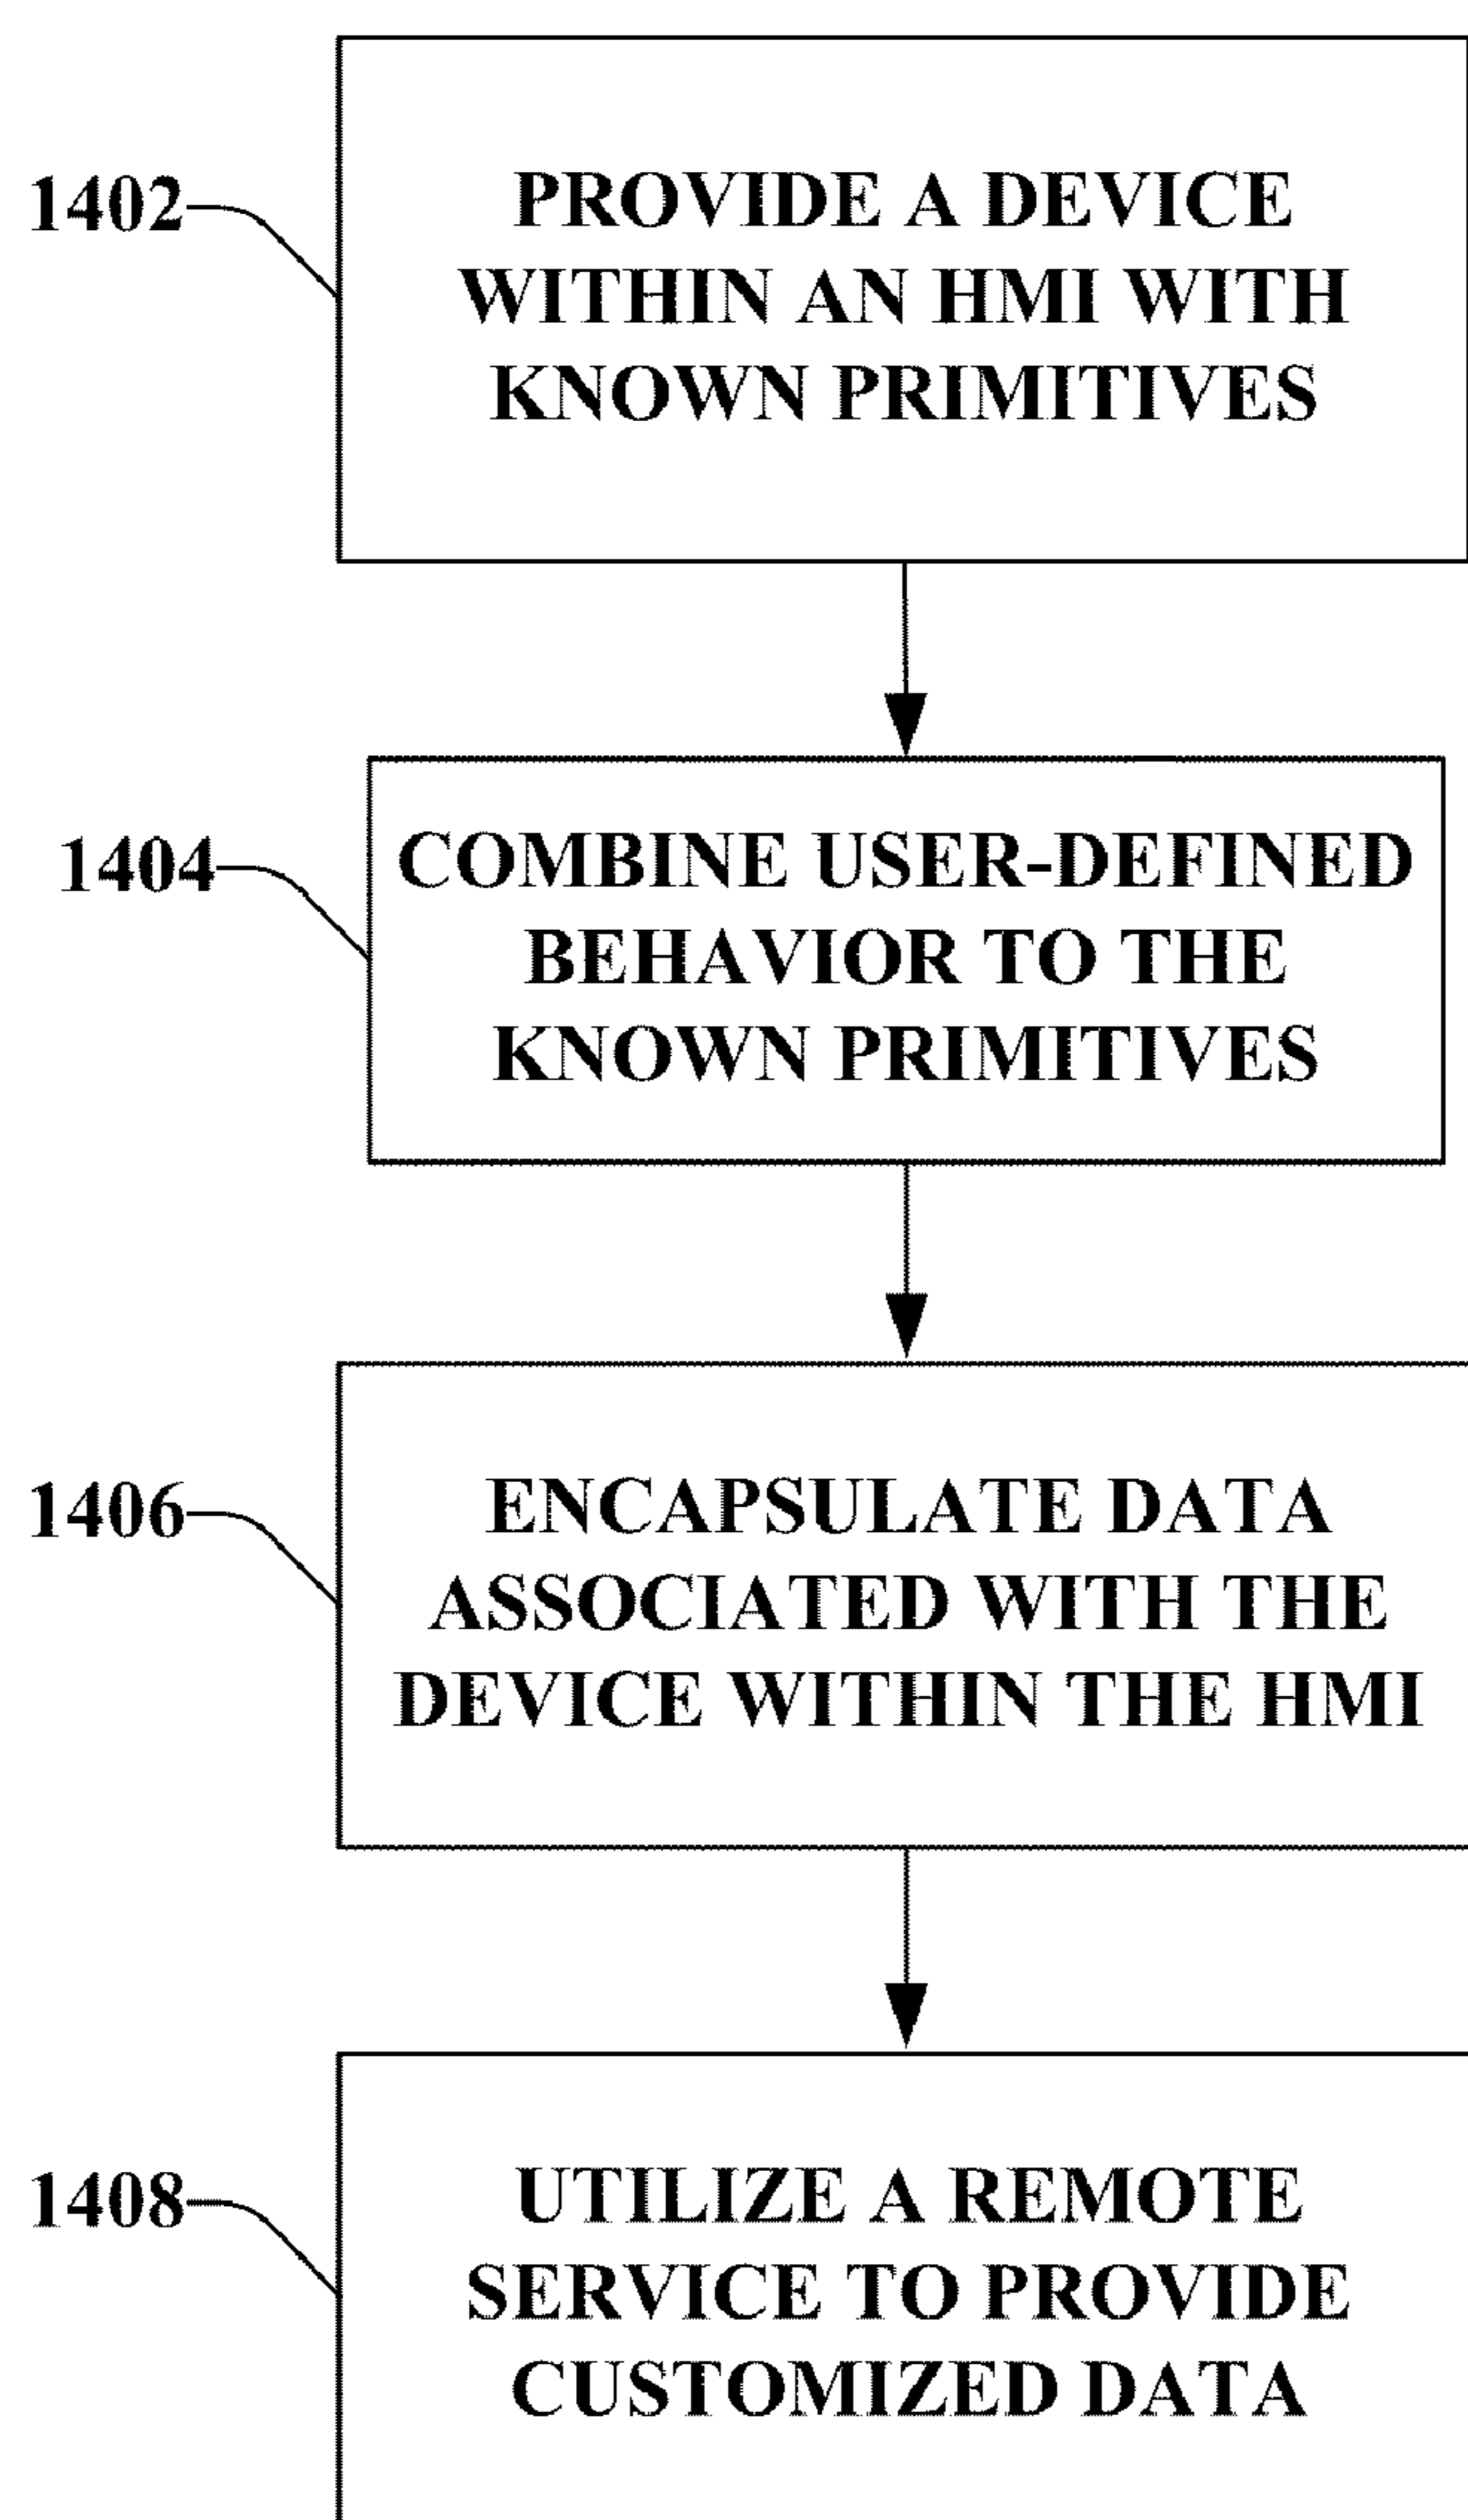 1402
PROVIDE A DEVICE
WITHIN AN HMI WITH
KNOWN PRIMITIVES
1404
COMBINE USER-DEFINED
BEHAVIOR TO THE
KNOWN PRIMITIVES
1406
ENCAPSULATE DATA
ASSOCIATED WITH THE
DEVICE WITHIN THE HMI
1408
UTILIZE A REMOTE
SERVICE TO PROVIDE
CUSTOMIZED DATA